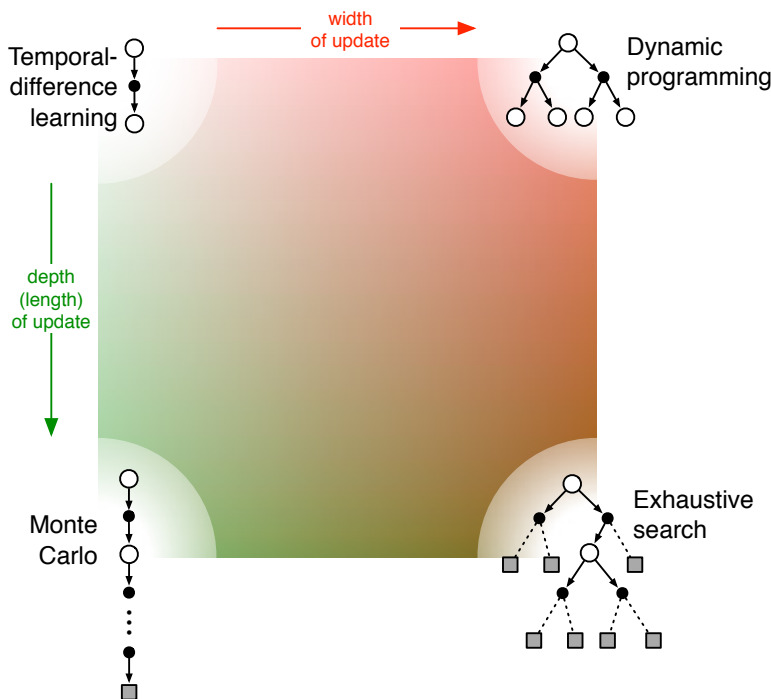 width
of update
Temporal-
difference
learning
Dynamic
programming
depth
(length)
of update
Monte
Carlo
Exhaustive
search